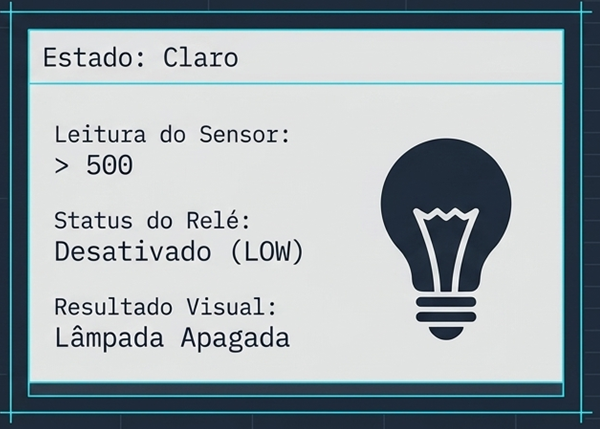 Estado: Claro
Leitura do Sensor:
> 500
Status do Relé:
Desativado (LOW)
Resultado Visual:
Lâmpada Apagada